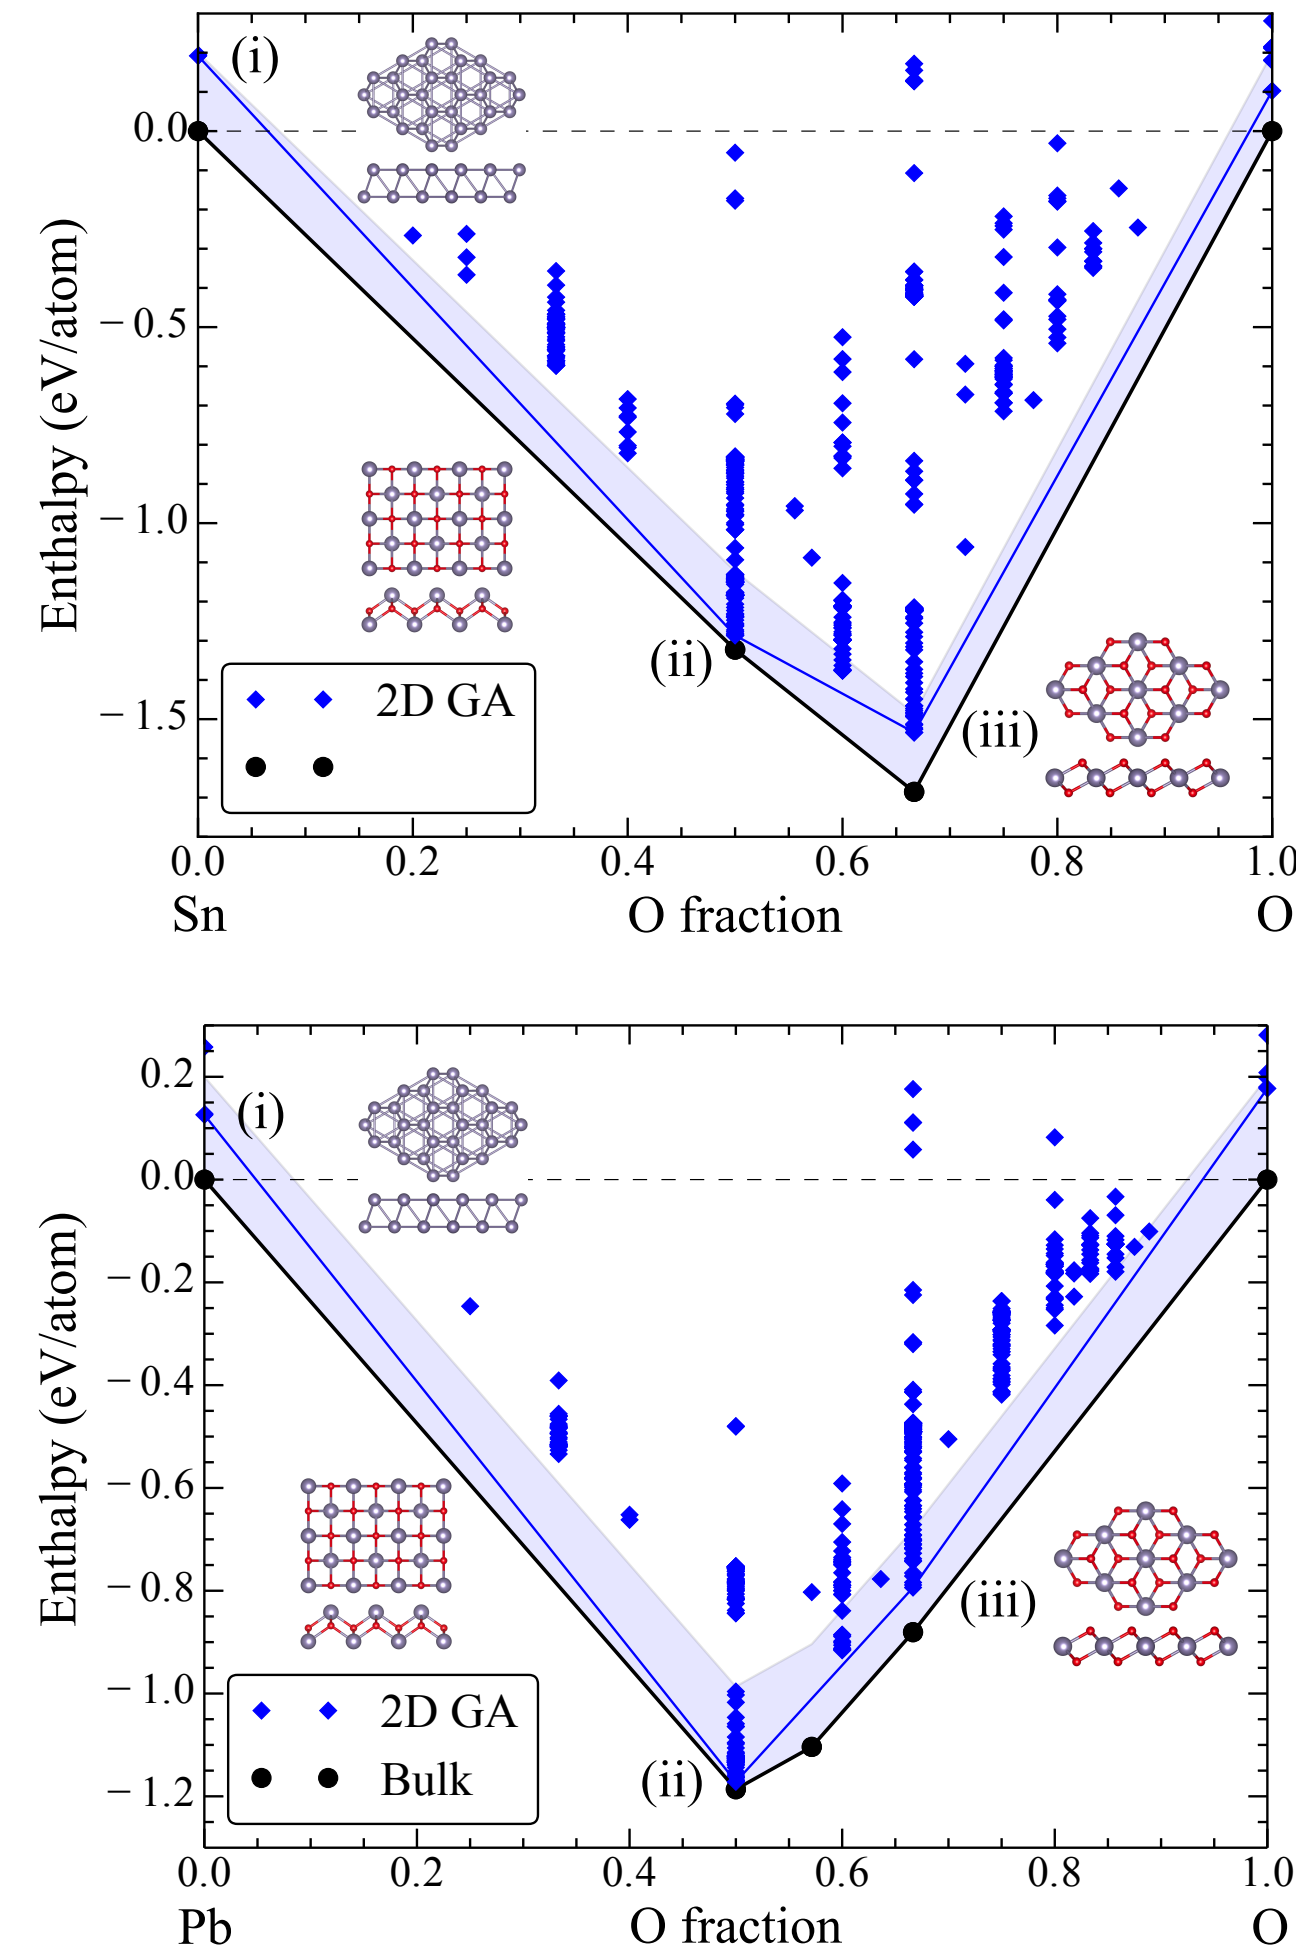 (i)
0.0
−0.5
−1.0
−1.5
Enthalpy (eV/atom)
(ii)
(iii)
2D GA
0.0 0.2 0.4 0.6 0.8 1.0
Sn O fraction O
0.2
(i)
0.0
−0.2
−0.4
−0.6
−0.8
−1.0
−1.2
Enthalpy (eV/atom)
(iii)
(ii)
2D GA
Bulk
0.0 0.2 0.4 0.6 0.8 1.0
Pb O fraction O